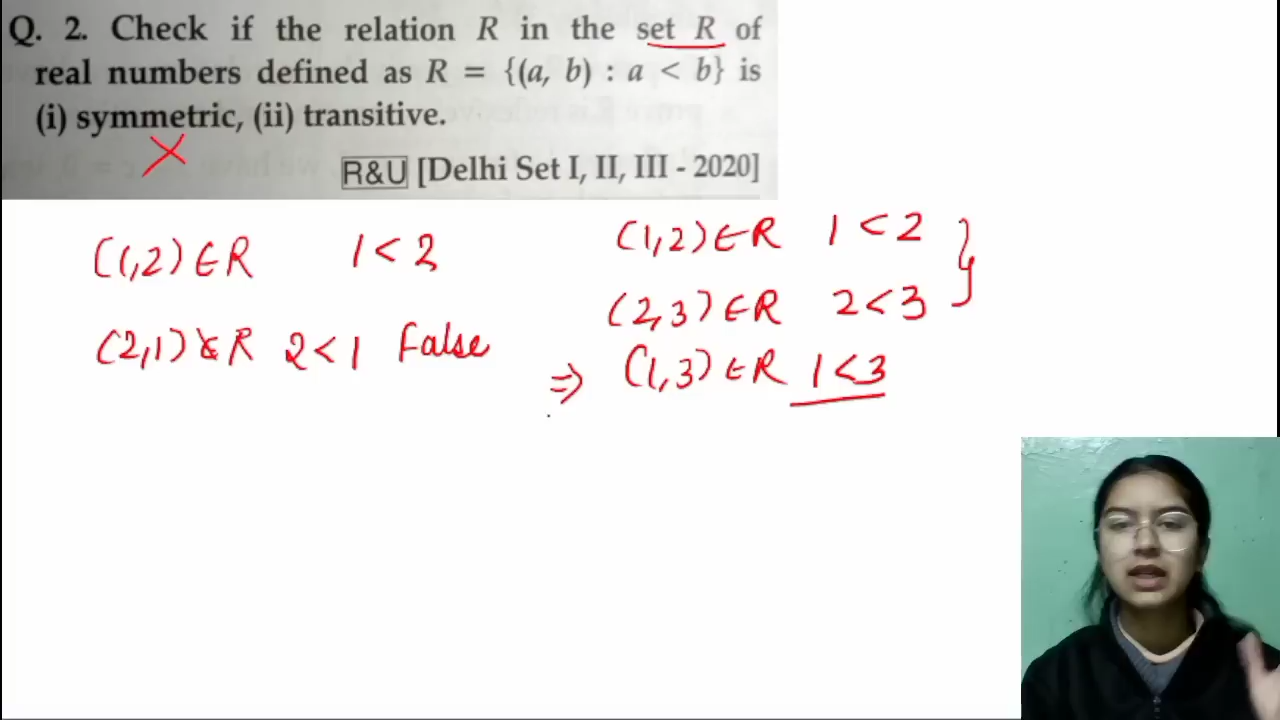 Q. 2. Check if the relation R in the set R of
real numbers defined as R = {(a, b) : a < b} is
(i) symmetric, (ii) transitive.
R&U [Delhi Set I, II, III - 2020]
(1,2) ∈ R 1 < 2
(2,1) ∉ R 2 < 1 False
(1,2) ∈ R 1 < 2
(2,3) ∈ R 2 < 3
⇒ (1,3) ∈ R 1 < 3